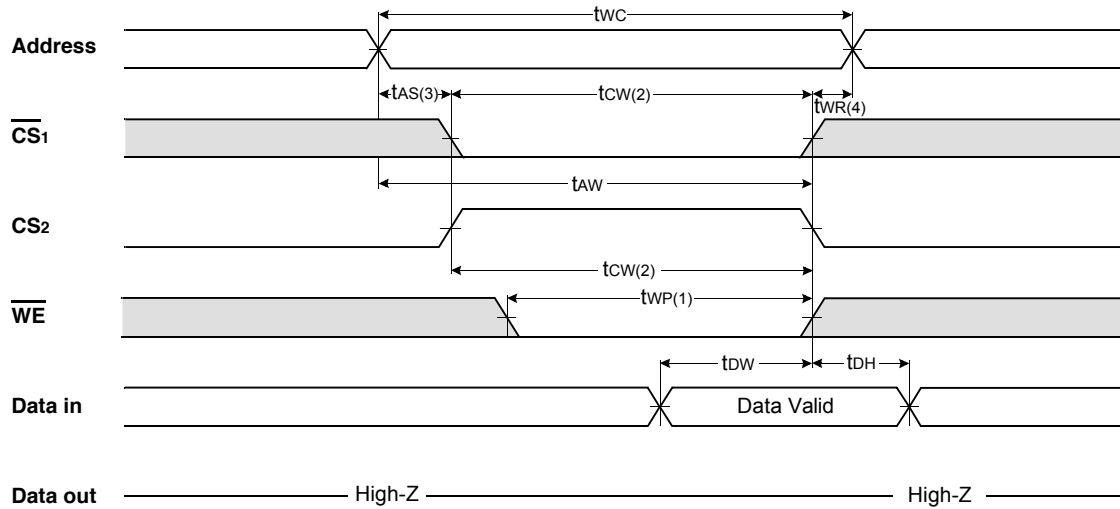 tWC
Address
tAS(3) tCW(2) tWR(4)
CS1
tAW
CS2
tCW(2)
tWP(1)
WE
tDW tDH
Data in Data Valid
Data out High-Z High-Z